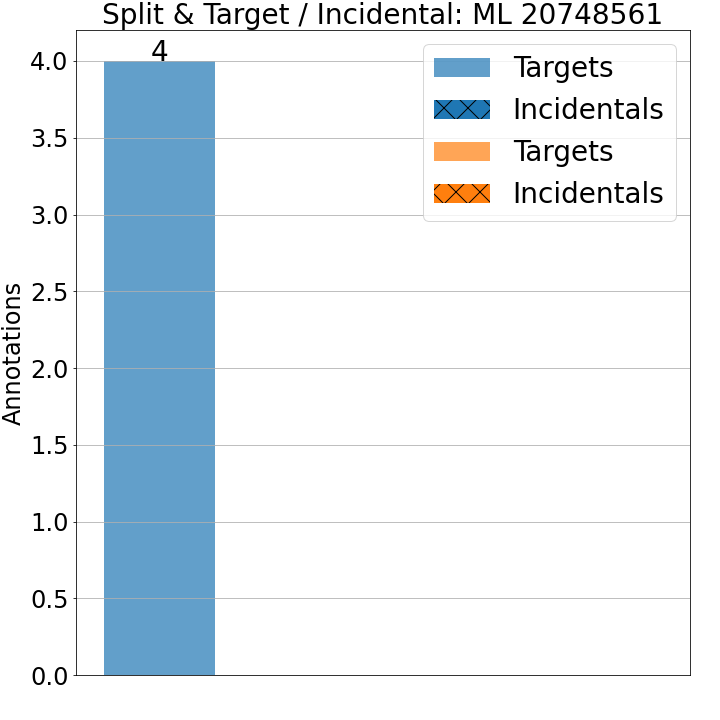 Split & Target / Incidental: ML 20748561
4
Targets
Incidentals
Targets
Incidentals
Annotations
4.0
3.5
3.0
2.5
2.0
1.5
1.0
0.5
0.0